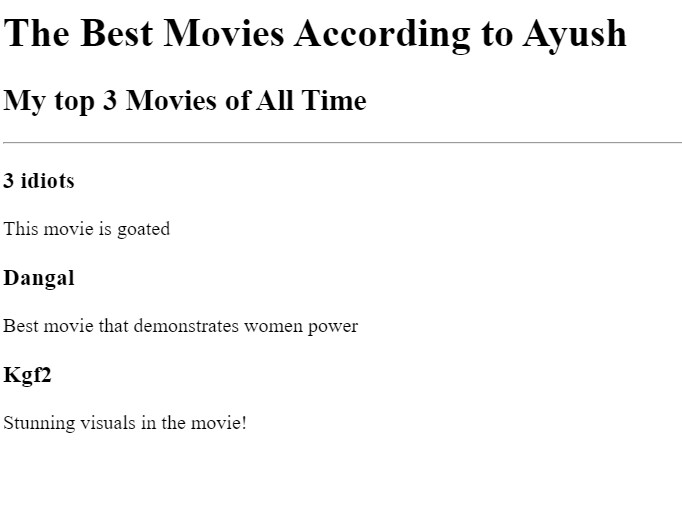 The Best Movies According to Ayush
My top 3 Movies of All Time
3 idiots
This movie is goated
Dangal
Best movie that demonstrates women power
Kgf2
Stunning visuals in the movie!